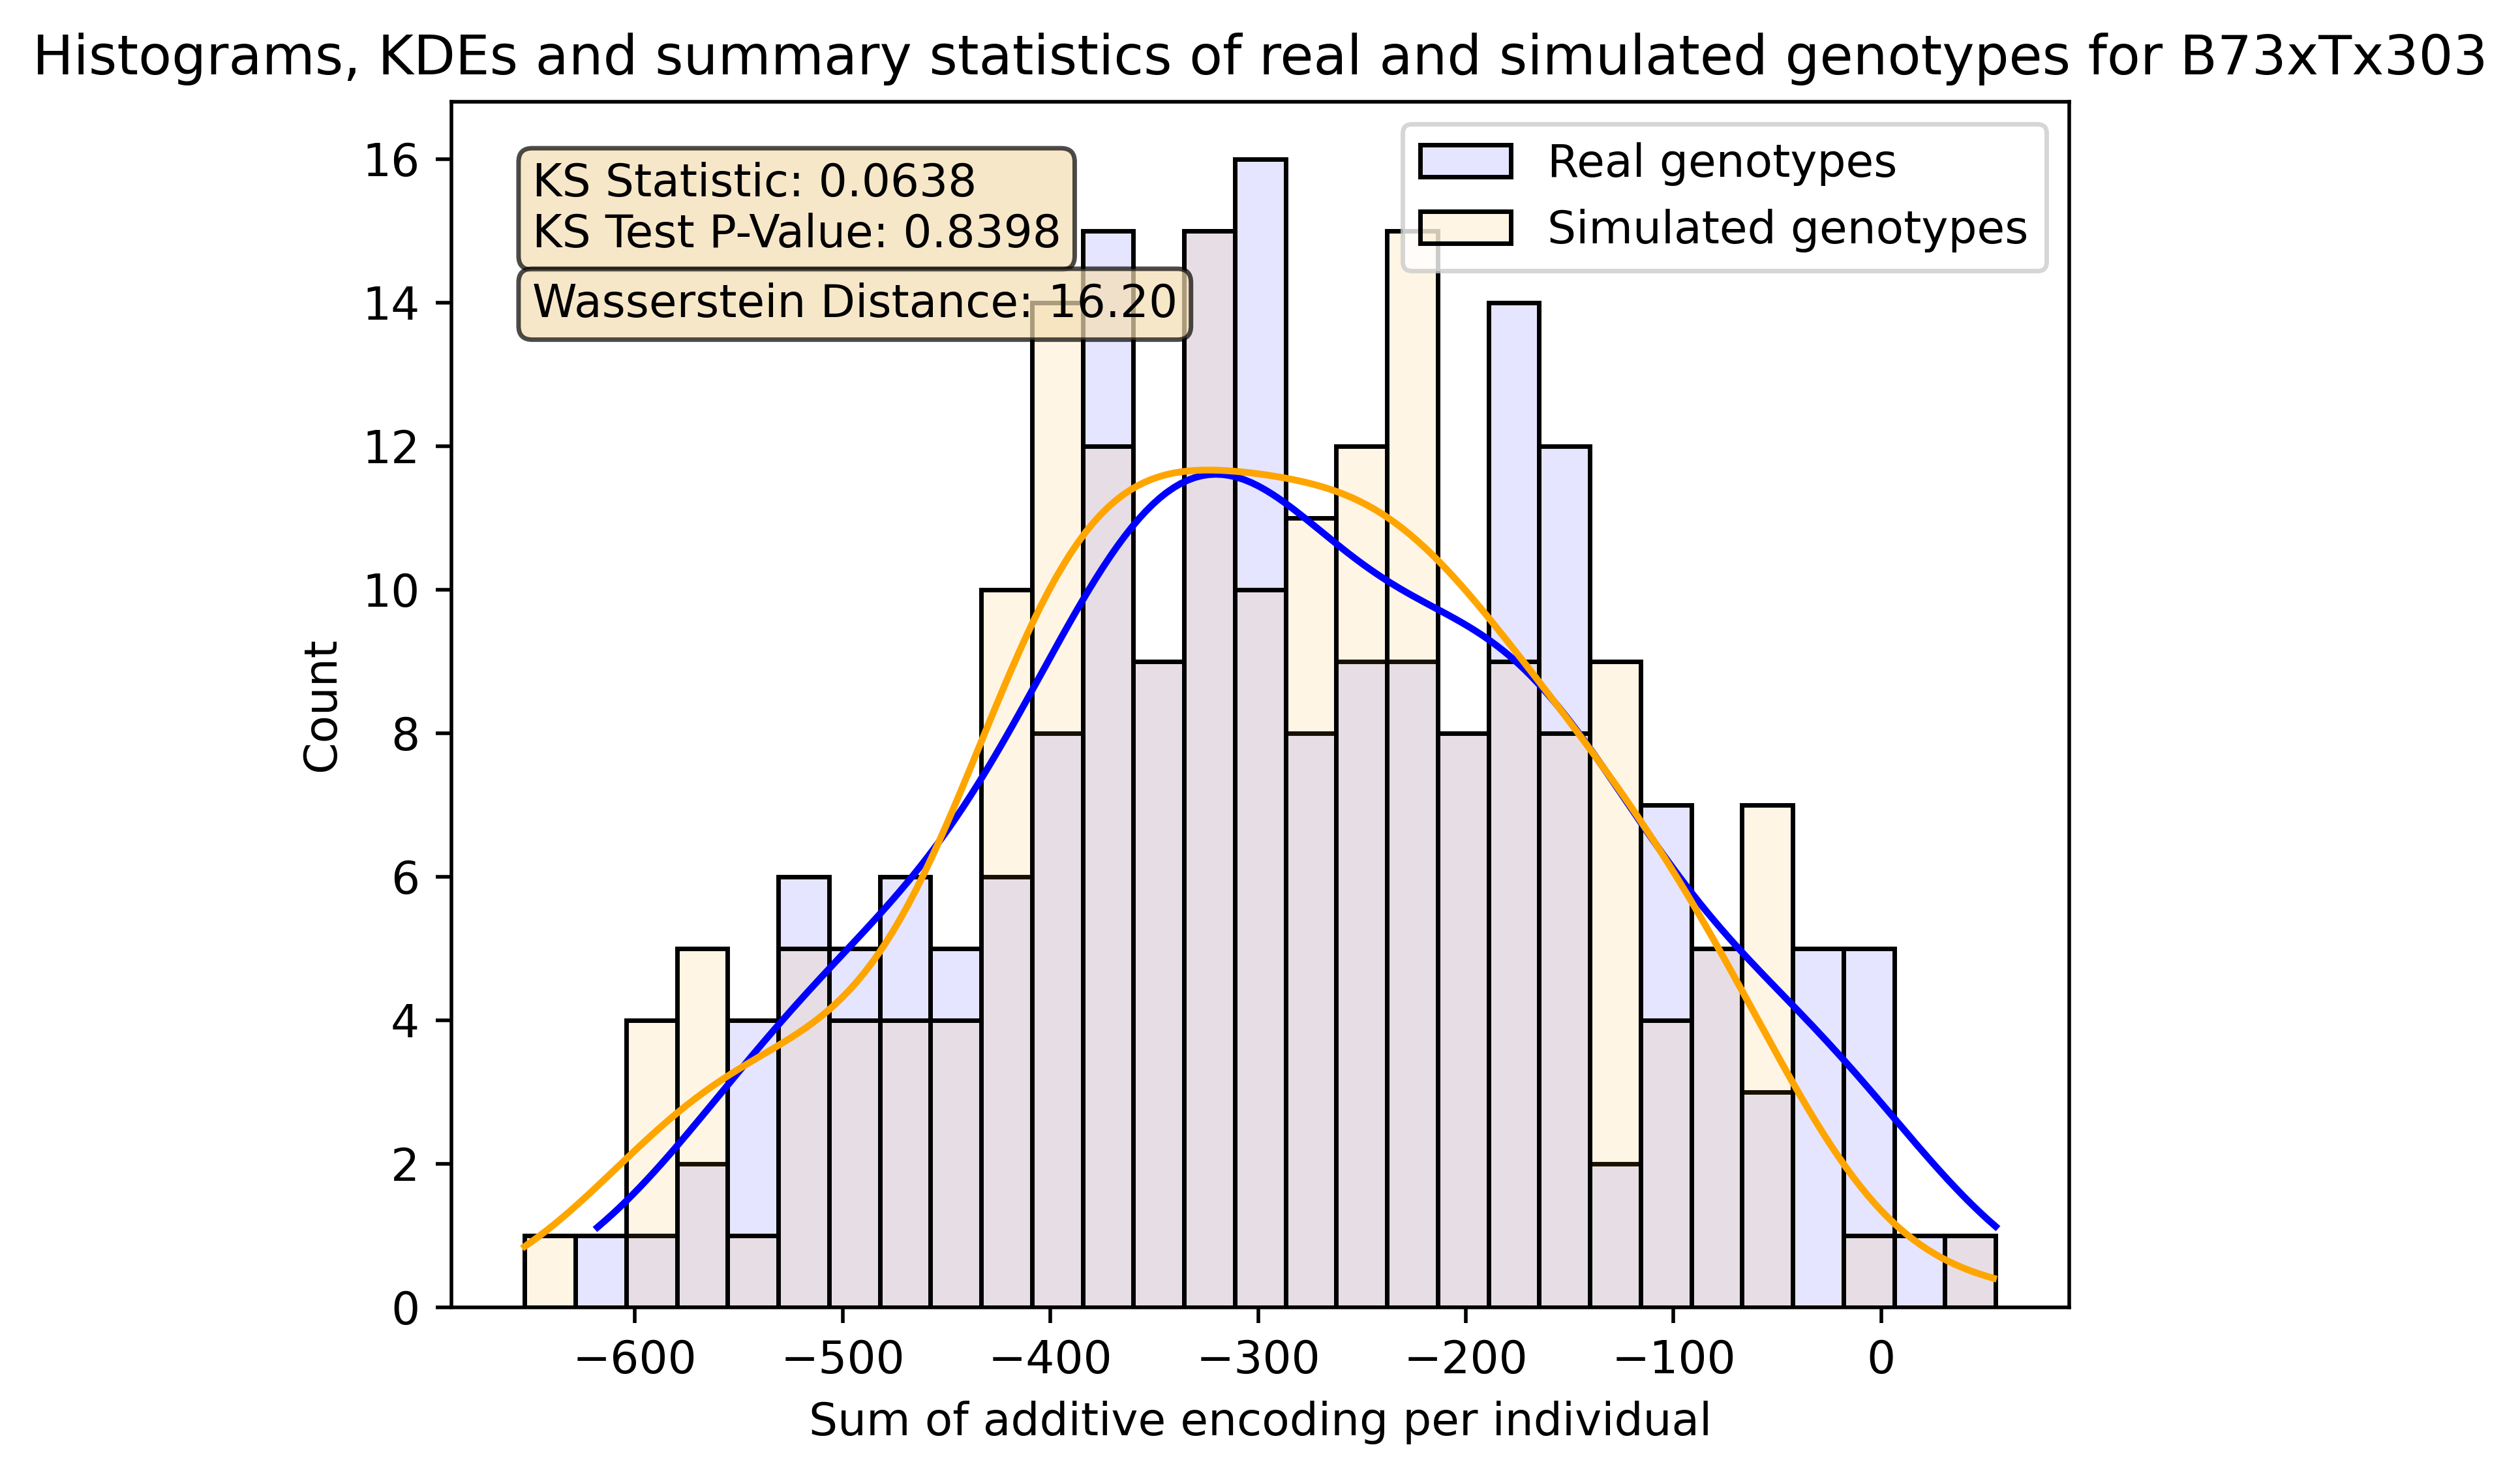 Histograms, KDEs and summary statistics of real and simulated genotypes for B73xTx303
KS Statistic: 0.0638
KS Test P-Value: 0.8398
Wasserstein Distance: 16.20
Real genotypes
Simulated genotypes
Count
16
14
12
10
8
6
4
2
0
−600 −500 −400 −300 −200 −100 0
Sum of additive encoding per individual